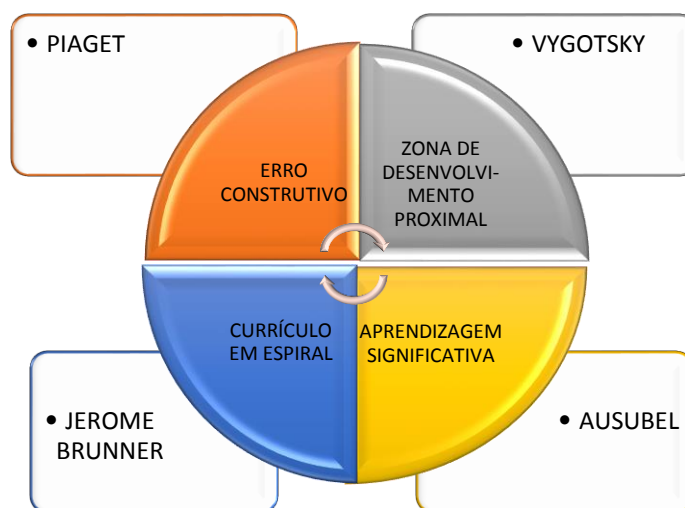 • PIAGET
• VYGOTSKY
ERRO
CONSTRUTIVO
ZONA DE
DESENVOLVI-
MENTO
PROXIMAL
CURRÍCULO
EM ESPIRAL
APRENDIZAGEM
SIGNIFICATIVA
• JEROME
BRUNNER
• AUSUBEL